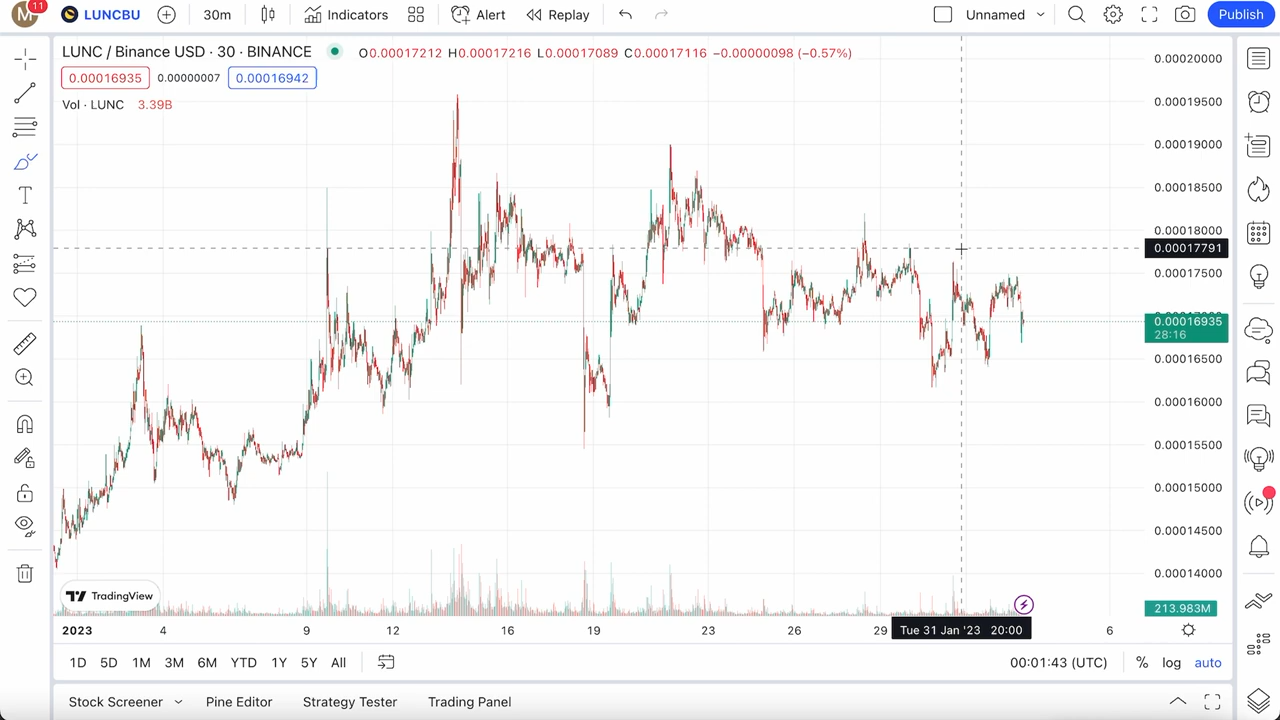 M 11 LUNCBU 30m Indicators Alert Replay Unnamed Publish
LUNC / Binance USD · 30 · BINANCE O0.00017212 H0.00017216 L0.00017089 C0.00017116 −0.00000098 (−0.57%)
0.00016935 0.00000007 0.00016942
Vol · LUNC 3.39B
0.00020000
0.00019500
0.00019000
0.00018500
0.00018000
0.00017791
0.00017500
0.00016935
28:16
0.00016500
0.00016000
0.00015500
0.00015000
0.00014500
0.00014000
TradingView
213.983M
2023 4 9 12 16 19 23 26 29 Tue 31 Jan '23 20:00 6
1D 5D 1M 3M 6M YTD 1Y 5Y All 00:01:43 (UTC) % log auto
Stock Screener Pine Editor Strategy Tester Trading Panel